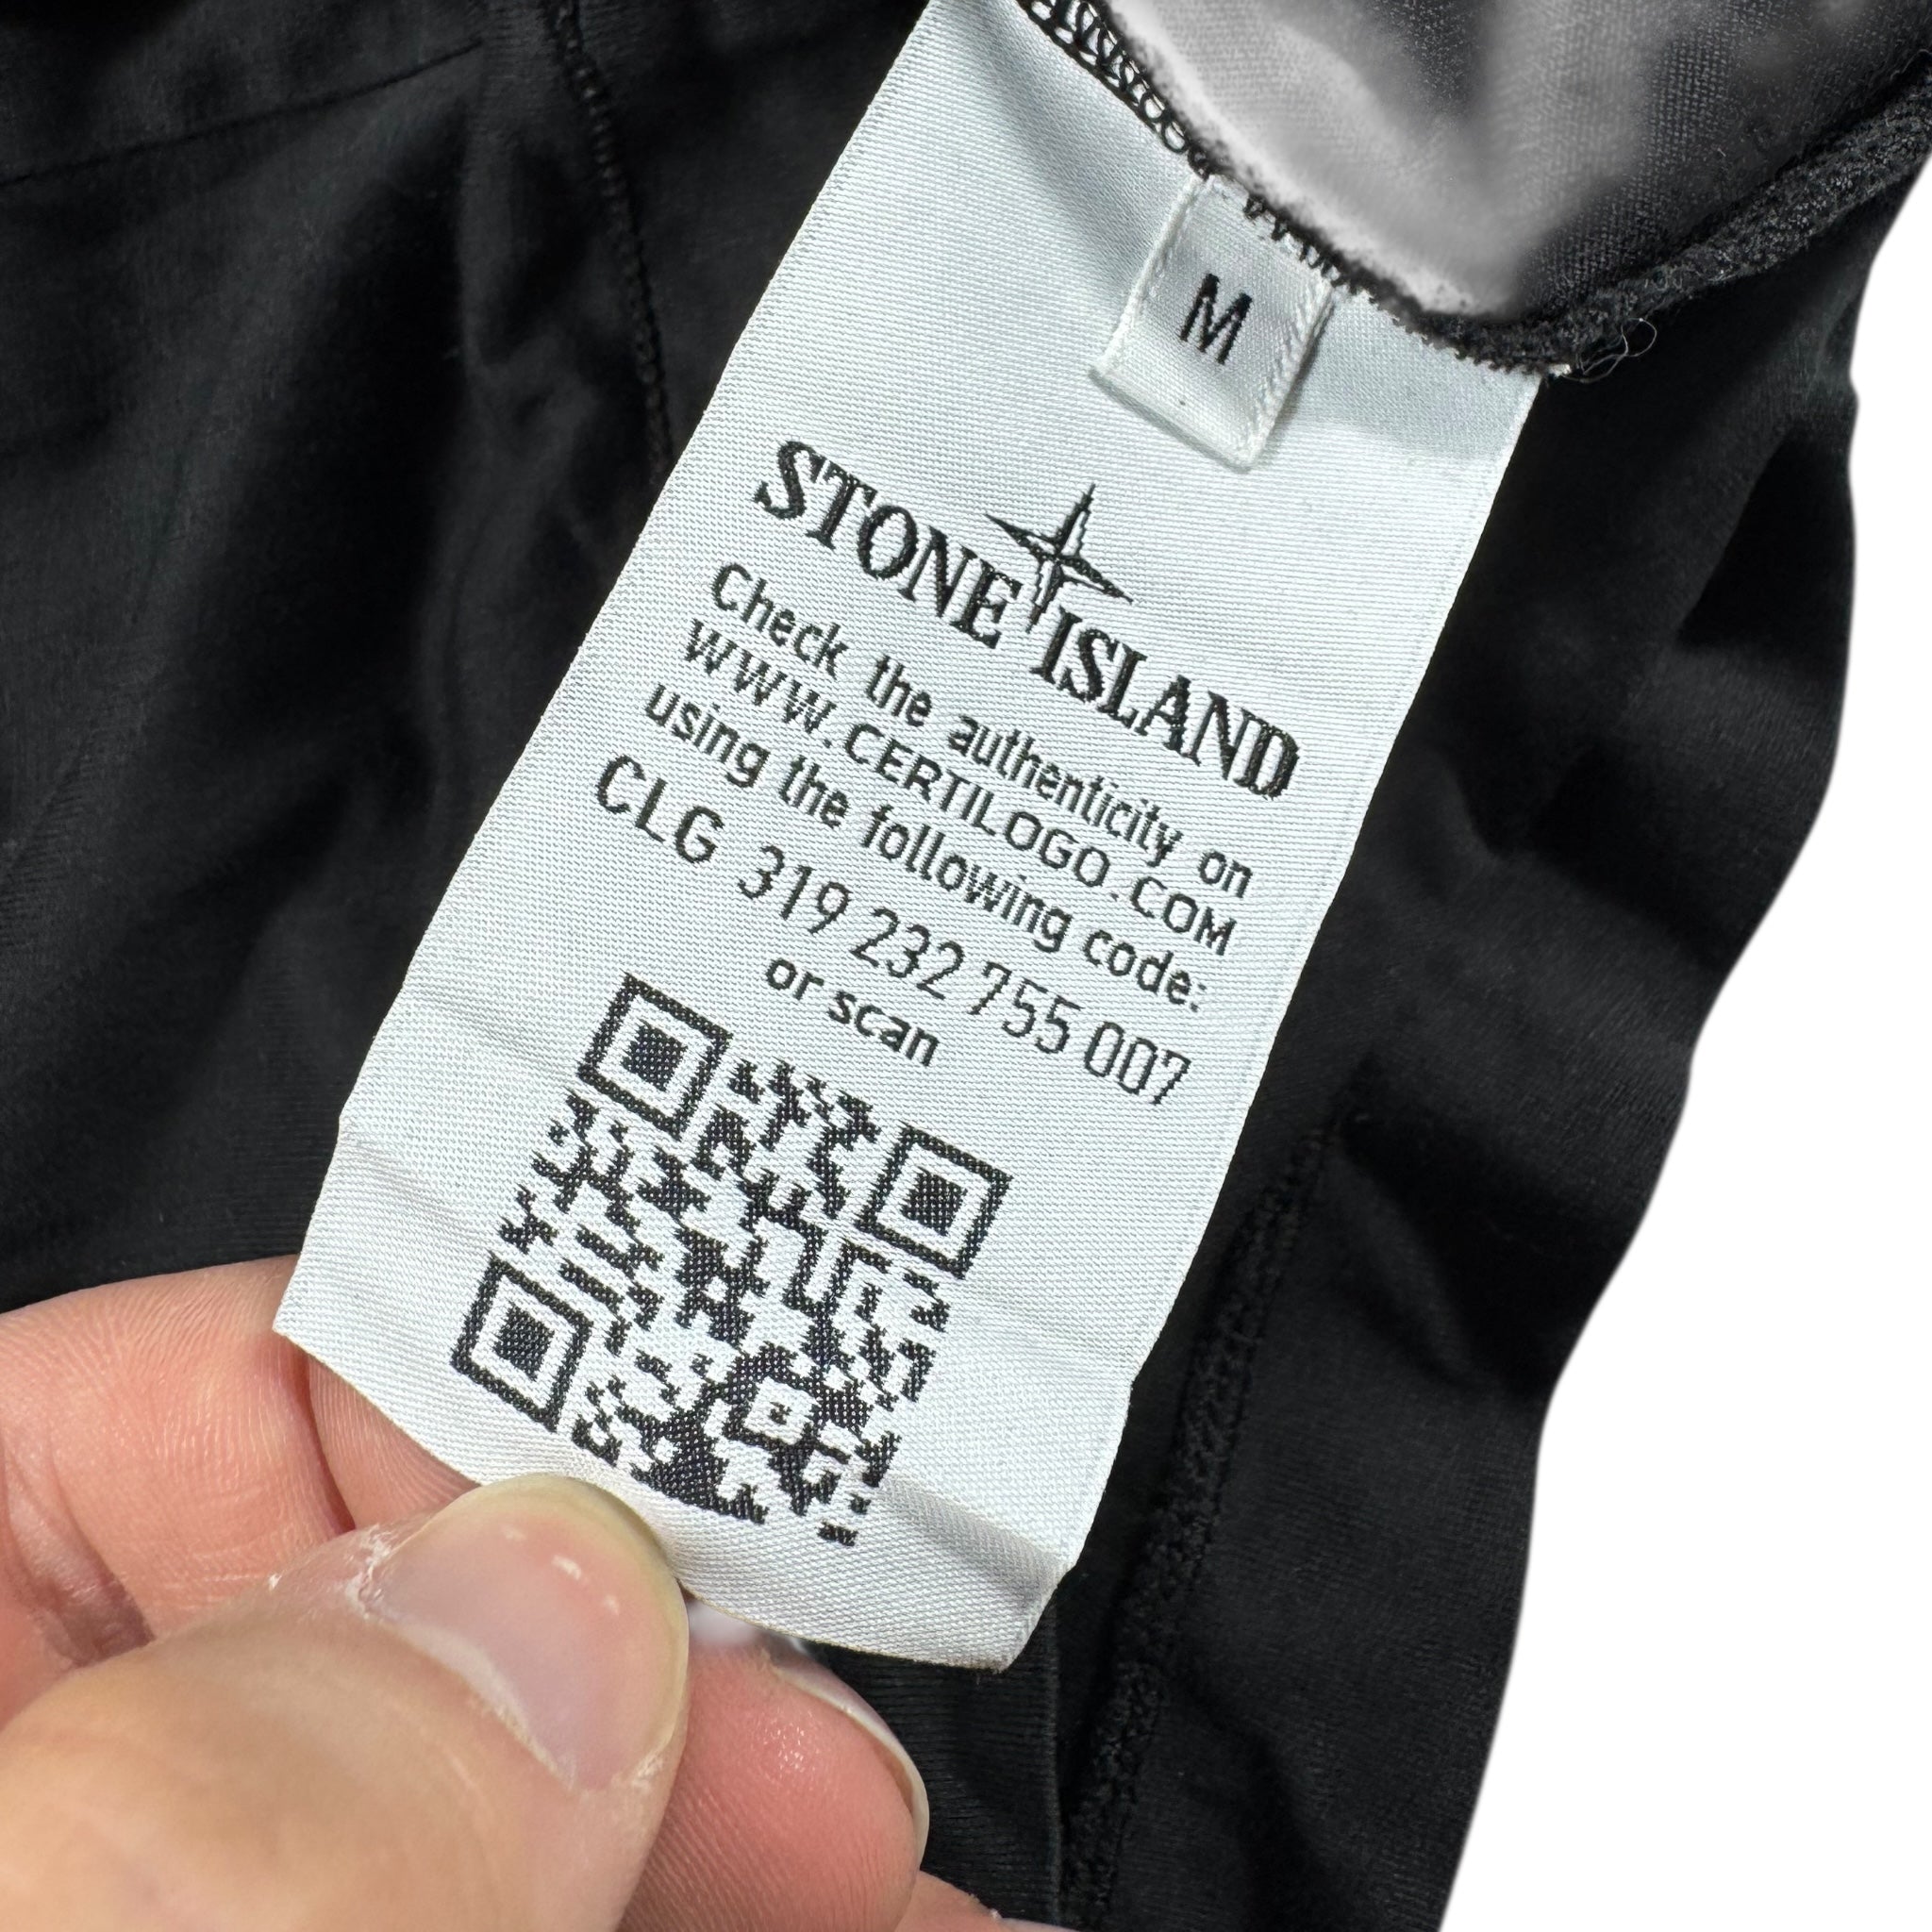 M
STONE ISLAND
Check the authenticity on
WWW.CERTILOGO.COM
using the following code:
CLG 319 232 755 007
or scan